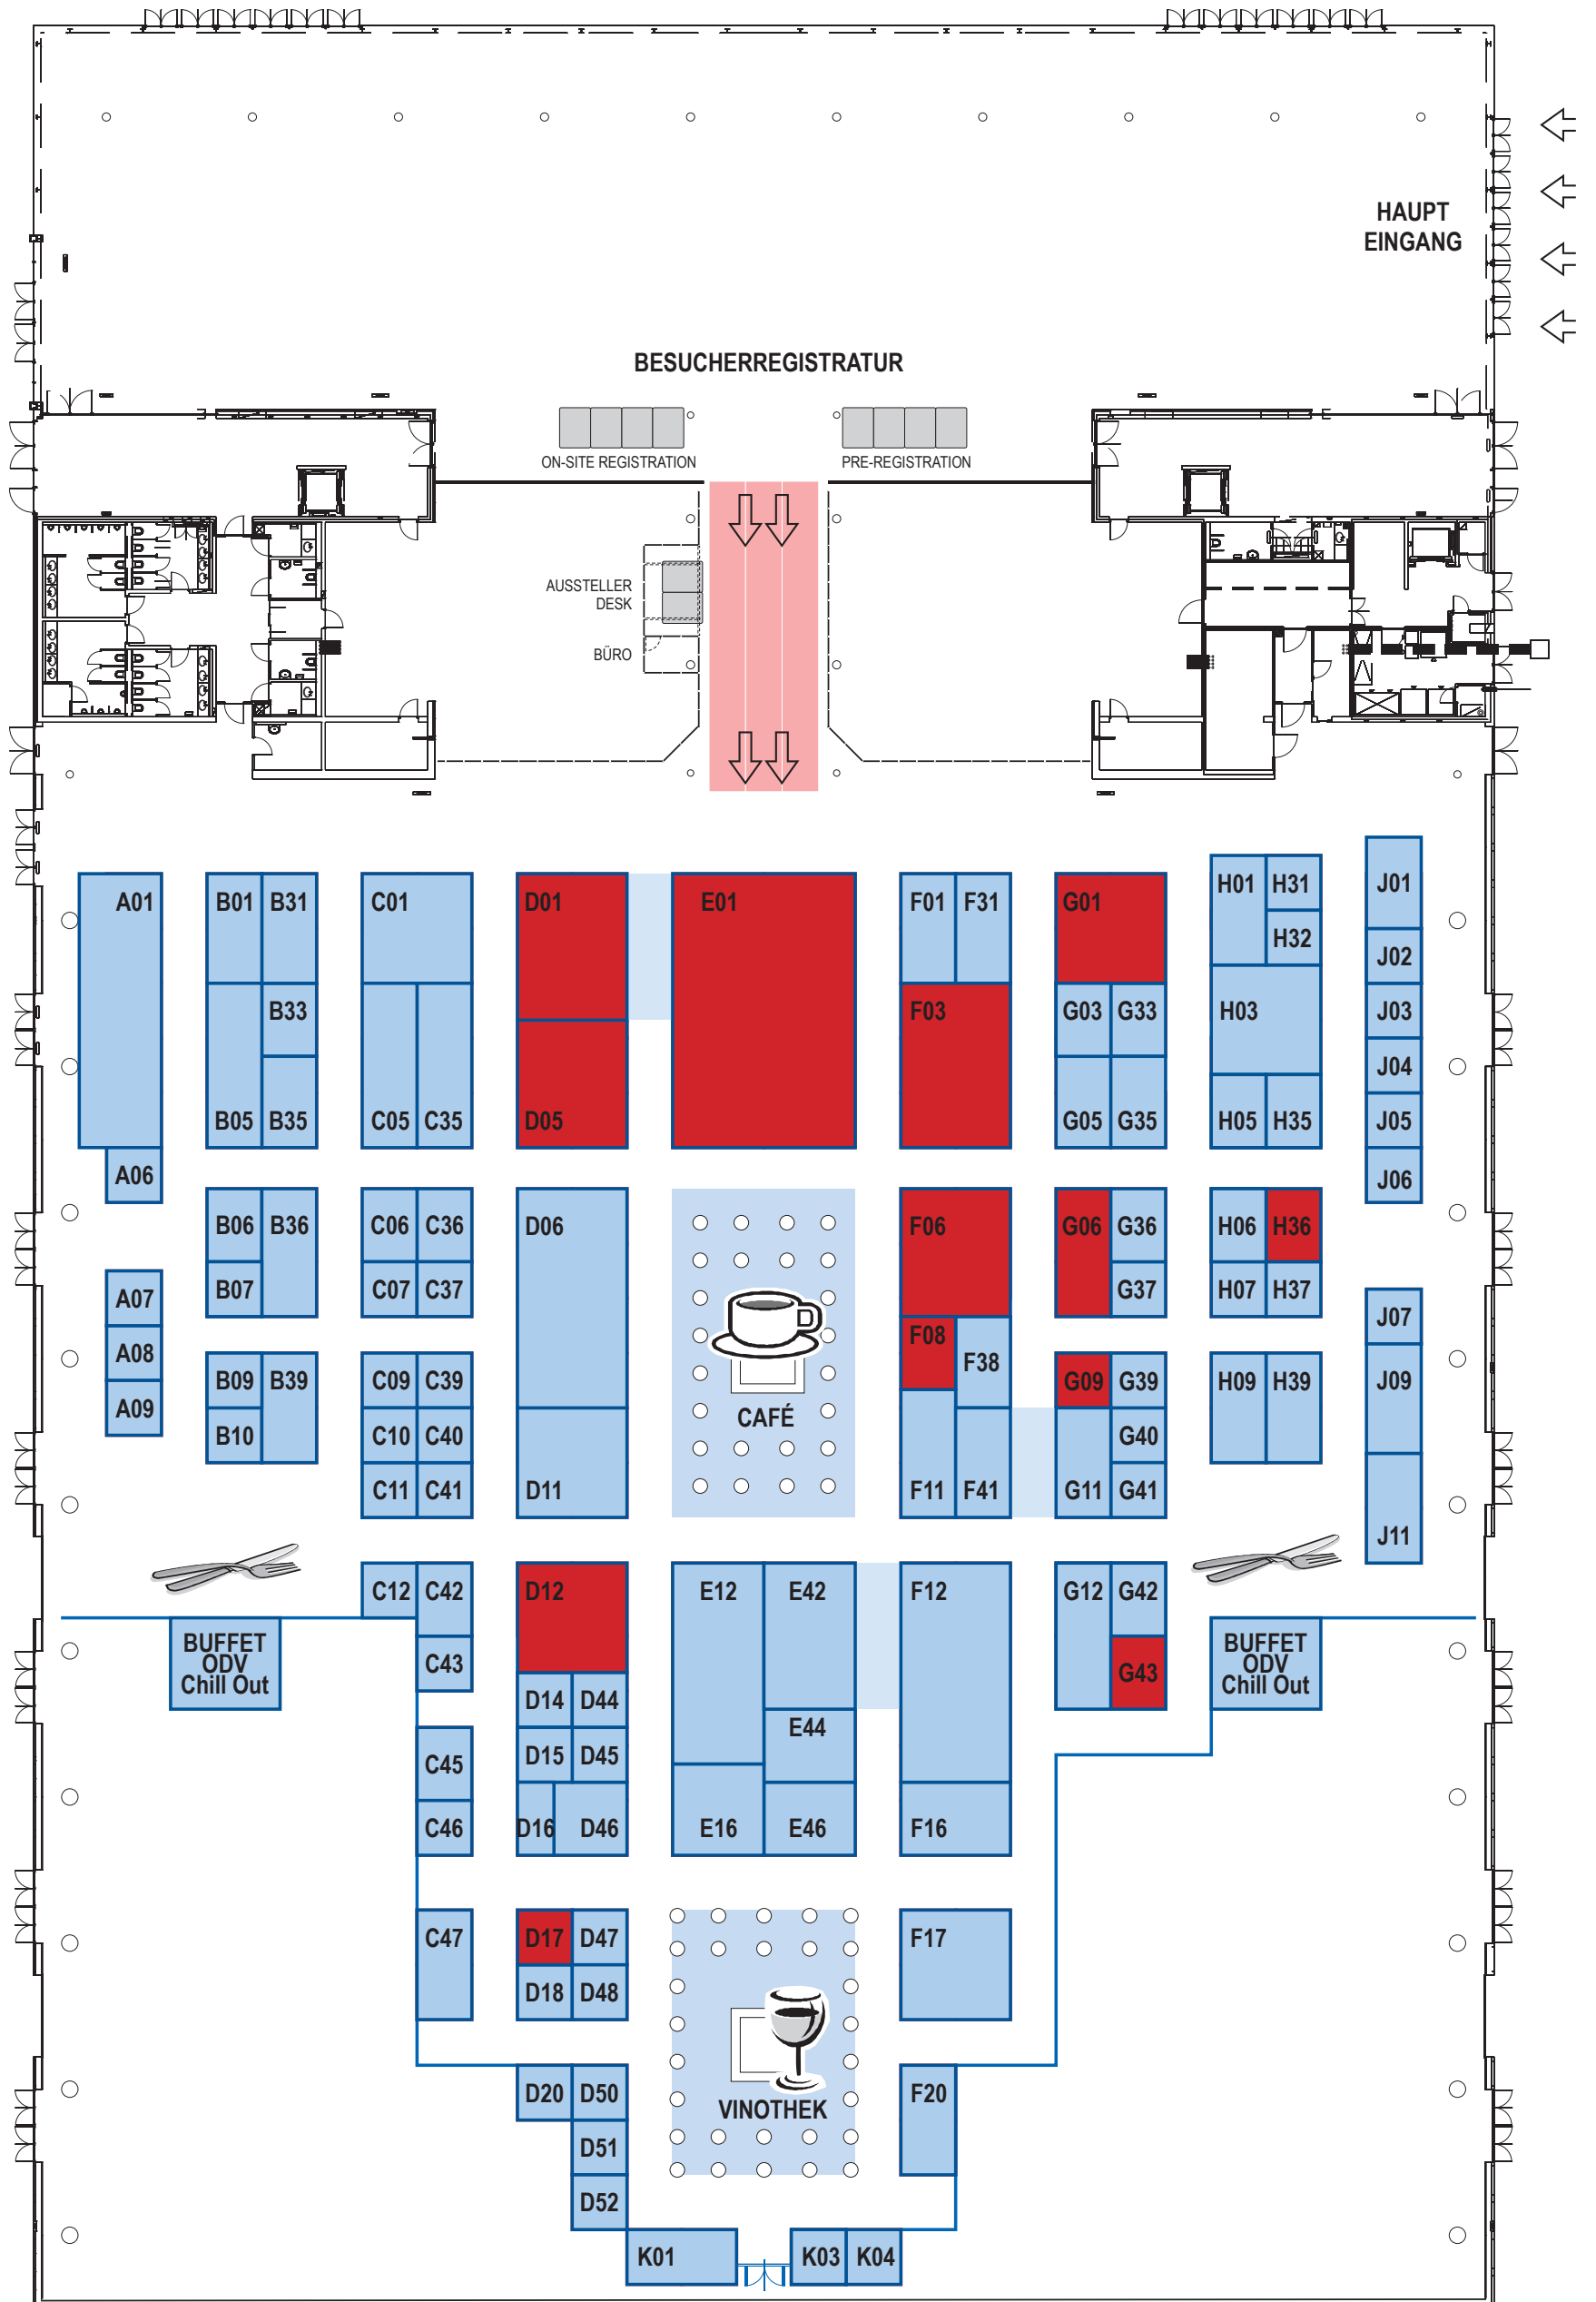 HAUPT
EINGANG
BESUCHERREGISTRATUR
ON-SITE REGISTRATION
PRE-REGISTRATION
AUSSTELLER
DESK
BÜRO
A01
B01 B31
C01
D01
E01
F01 F31
G01
H01 H31
J01
H32
J02
B33
F03
G03 G33
H03
J03
J04
B05 B35
C05 C35
D05
G05 G35
H05 H35
J05
A06
J06
B06 B36
C06 C36
D06
F06
G06 G36
H06 H36
A07
B07
C07 C37
G37
H07 H37
J07
A08
F08
F38
A09
B09 B39
C09 C39
G09 G39
H09 H39
J09
CAFÉ
B10
C10 C40
G40
C11 C41
D11
F11 F41
G11 G41
J11
C12 C42
D12
E12 E42
F12
G12 G42
BUFFET
ODV
Chill Out
C43
G43
BUFFET
ODV
Chill Out
D14 D44
E44
C45
D15 D45
C46
D16 D46
E16 E46
F16
C47
D17 D47
F17
D18 D48
D20 D50
F20
VINOTHEK
D51
D52
K01
K03 K04